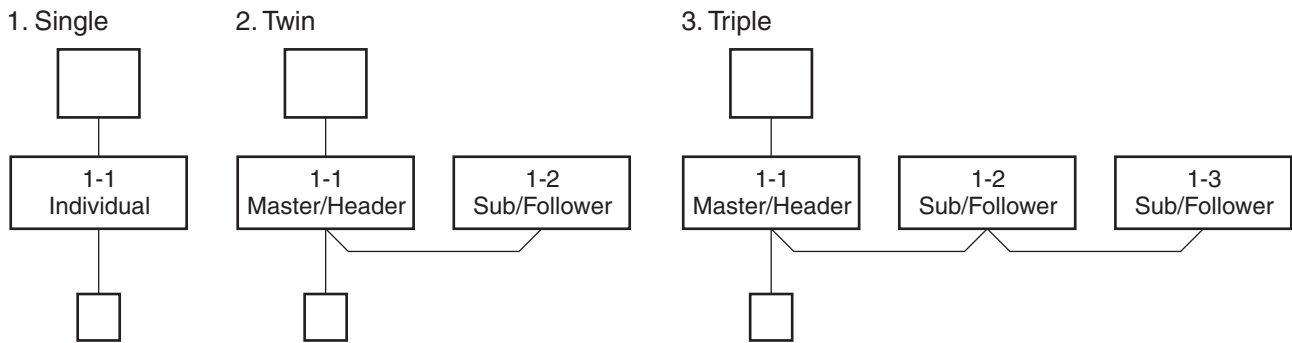 1. Single
2. Twin
3. Triple
1-1
Individual
1-1
Master/Header
1-2
Sub/Follower
1-1
Master/Header
1-2
Sub/Follower
1-3
Sub/Follower